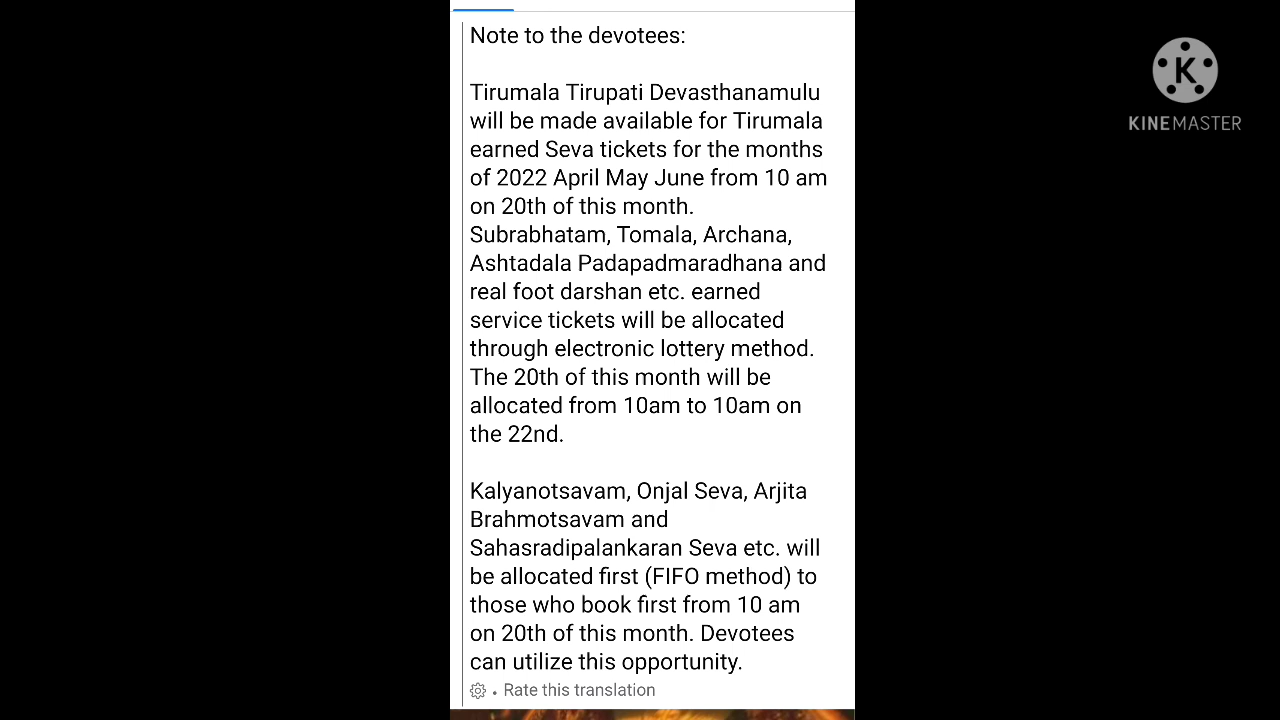 Note to the devotees:
Tirumala Tirupati Devasthanamulu
will be made available for Tirumala
earned Seva tickets for the months
of 2022 April May June from 10 am
on 20th of this month.
Subrabhatam, Tomala, Archana,
Ashtadala Padapadmaradhana and
real foot darshan etc. earned
service tickets will be allocated
through electronic lottery method.
The 20th of this month will be
allocated from 10am to 10am on
the 22nd.
Kalyanotsavam, Onjal Seva, Arjita
Brahmotsavam and
Sahasradipalankaran Seva etc. will
be allocated first (FIFO method) to
those who book first from 10 am
on 20th of this month. Devotees
can utilize this opportunity.
• Rate this translation
K
KINEMASTER